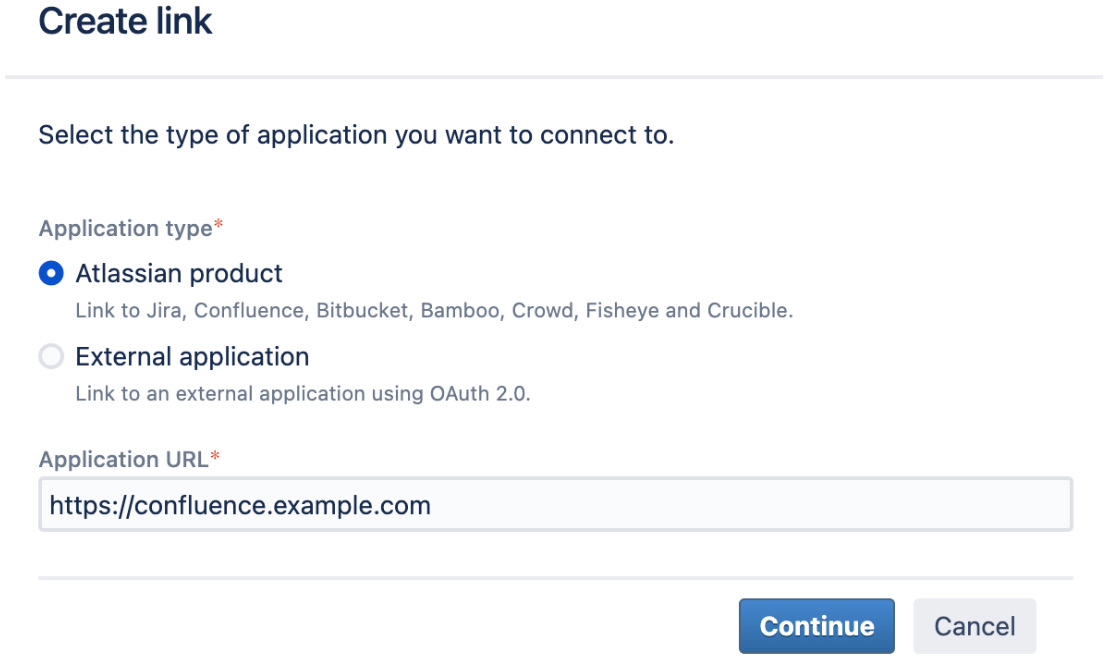 Create link
Select the type of application you want to connect to.
Application type*
Atlassian product
Link to Jira, Confluence, Bitbucket, Bamboo, Crowd, Fisheye and Crucible.
External application
Link to an external application using OAuth 2.0.
Application URL*
https://confluence.example.com
Continue Cancel